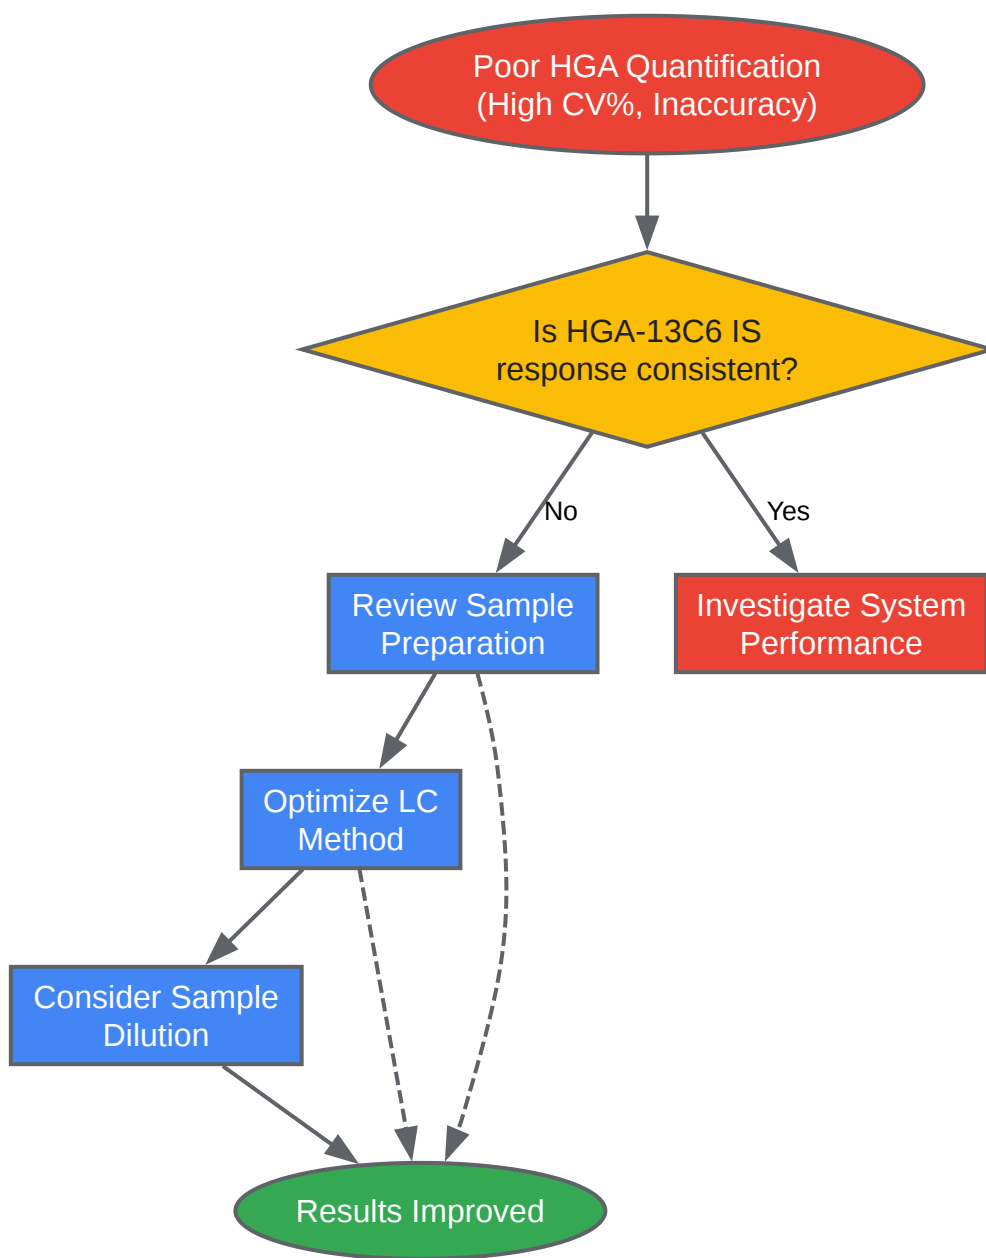 Poor HGA Quantification
(High CV%, Inaccuracy)
Is HGA-13C6 IS
response consistent?
No
Yes
Review Sample
Preparation
Investigate System
Performance
Optimize LC
Method
Consider Sample
Dilution
Results Improved